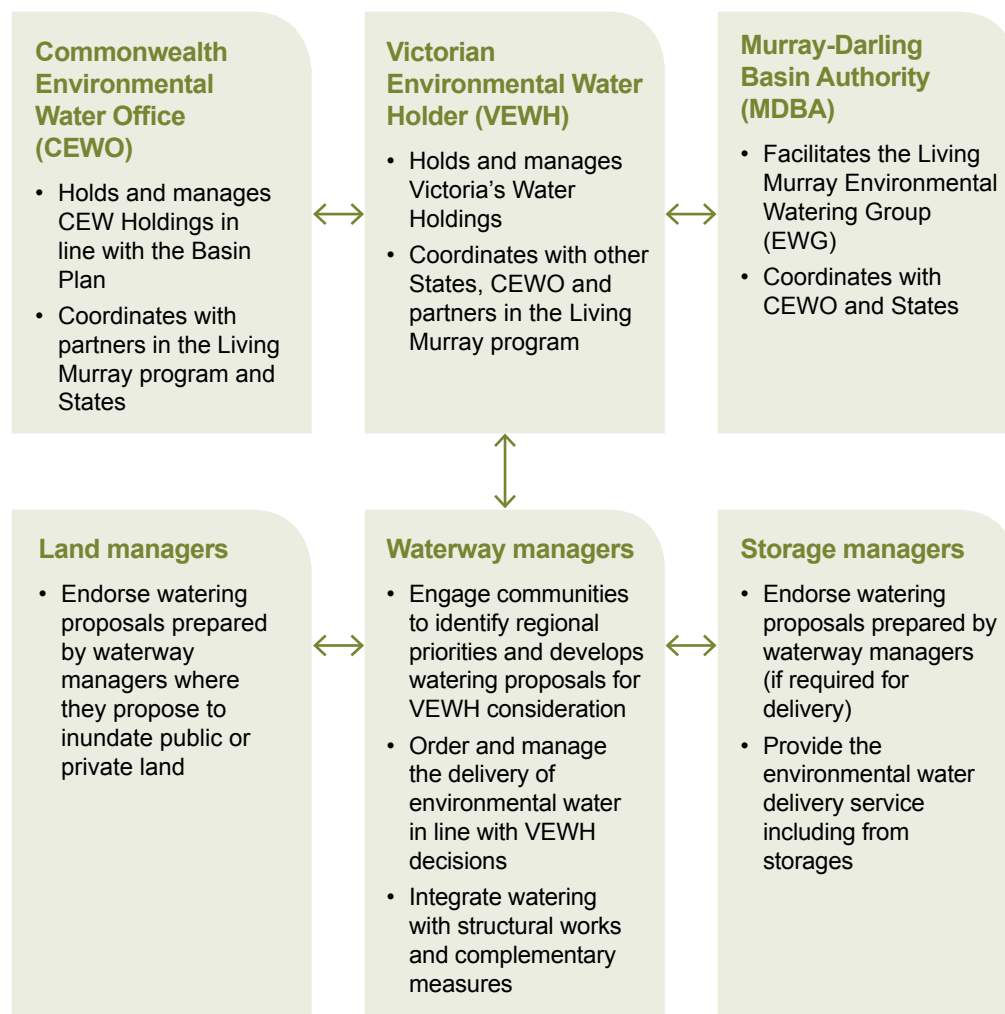 Commonwealth
Environmental
Water Office
(CEWO)
• Holds and manages
CEW Holdings in
line with the Basin
Plan
• Coordinates with
partners in the Living
Murray program and
States
Victorian
Environmental Water
Holder (VEWH)
• Holds and manages
Victoria’s Water
Holdings
• Coordinates with other
States, CEWO and
partners in the Living
Murray program
Murray-Darling
Basin Authority
(MDBA)
• Facilitates the Living
Murray Environmental
Watering Group
(EWG)
• Coordinates with
CEWO and States
Land managers
• Endorse watering
proposals prepared
by waterway
managers where
they propose to
inundate public or
private land
Waterway managers
• Engage communities
to identify regional
priorities and develops
watering proposals for
VEWH consideration
• Order and manage
the delivery of
environmental water
in line with VEWH
decisions
• Integrate watering
with structural works
and complementary
measures
Storage managers
• Endorse watering
proposals prepared by
waterway managers
(if required for
delivery)
• Provide the
environmental water
delivery service
including from
storages